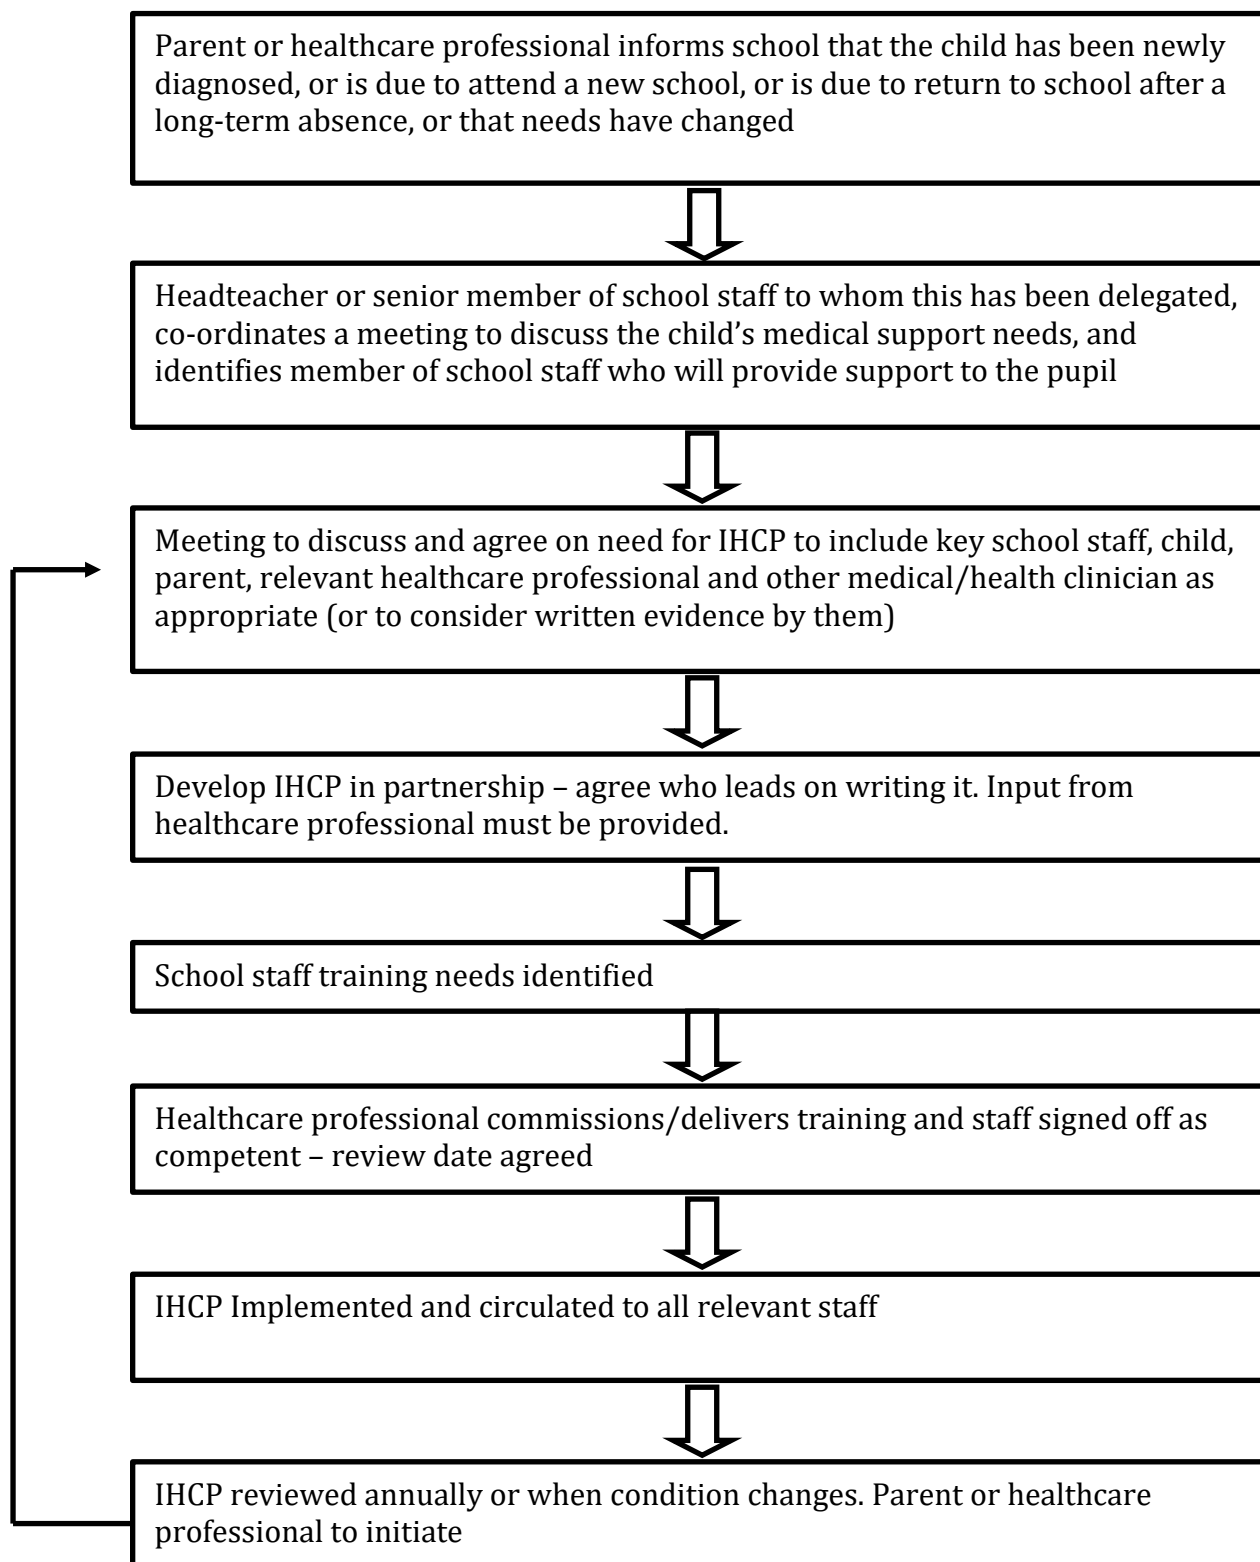 Parent or healthcare professional informs school that the child has been newly
diagnosed, or is due to attend a new school, or is due to return to school after a
long-term absence, or that needs have changed
Headteacher or senior member of school staff to whom this has been delegated,
co-ordinates a meeting to discuss the child’s medical support needs, and
identifies member of school staff who will provide support to the pupil
Meeting to discuss and agree on need for IHCP to include key school staff, child,
parent, relevant healthcare professional and other medical/health clinician as
appropriate (or to consider written evidence by them)
Develop IHCP in partnership – agree who leads on writing it. Input from
healthcare professional must be provided.
School staff training needs identified
Healthcare professional commissions/delivers training and staff signed off as
competent – review date agreed
IHCP Implemented and circulated to all relevant staff
IHCP reviewed annually or when condition changes. Parent or healthcare
professional to initiate